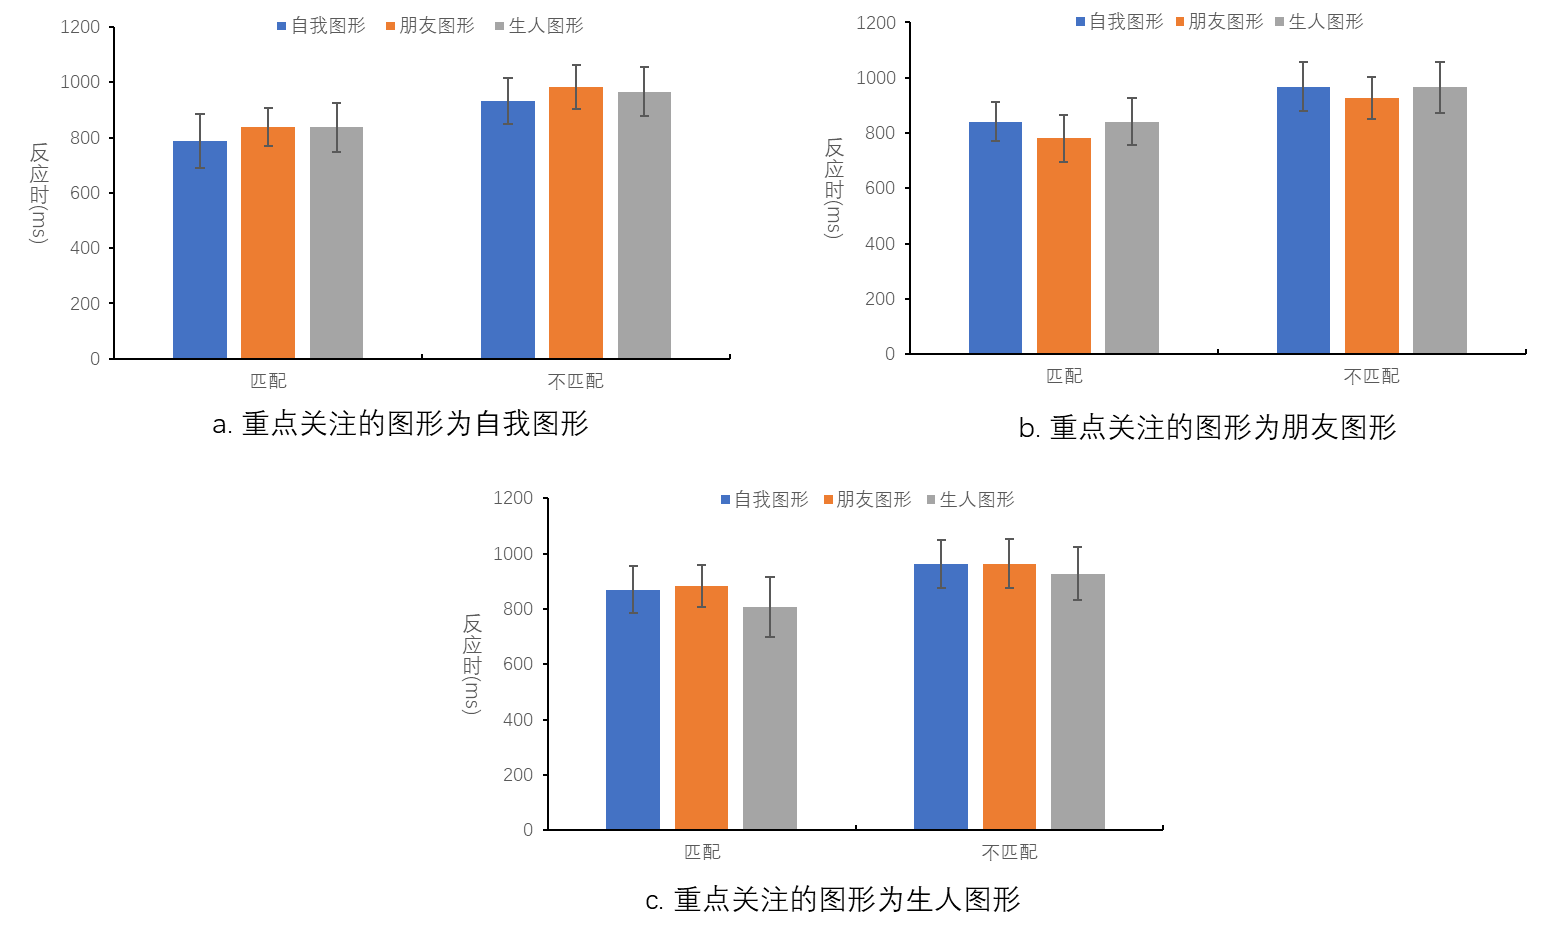 自我图形 朋友图形 生人图形
1200
1000
800
600
400
200
0
反应时(ms)
匹配 不匹配
a. 重点关注的图形为自我图形
自我图形 朋友图形 生人图形
1200
1000
800
600
400
200
0
反应时(ms)
匹配 不匹配
b. 重点关注的图形为朋友图形
自我图形 朋友图形 生人图形
1200
1000
800
600
400
200
0
反应时(ms)
匹配 不匹配
c. 重点关注的图形为生人图形